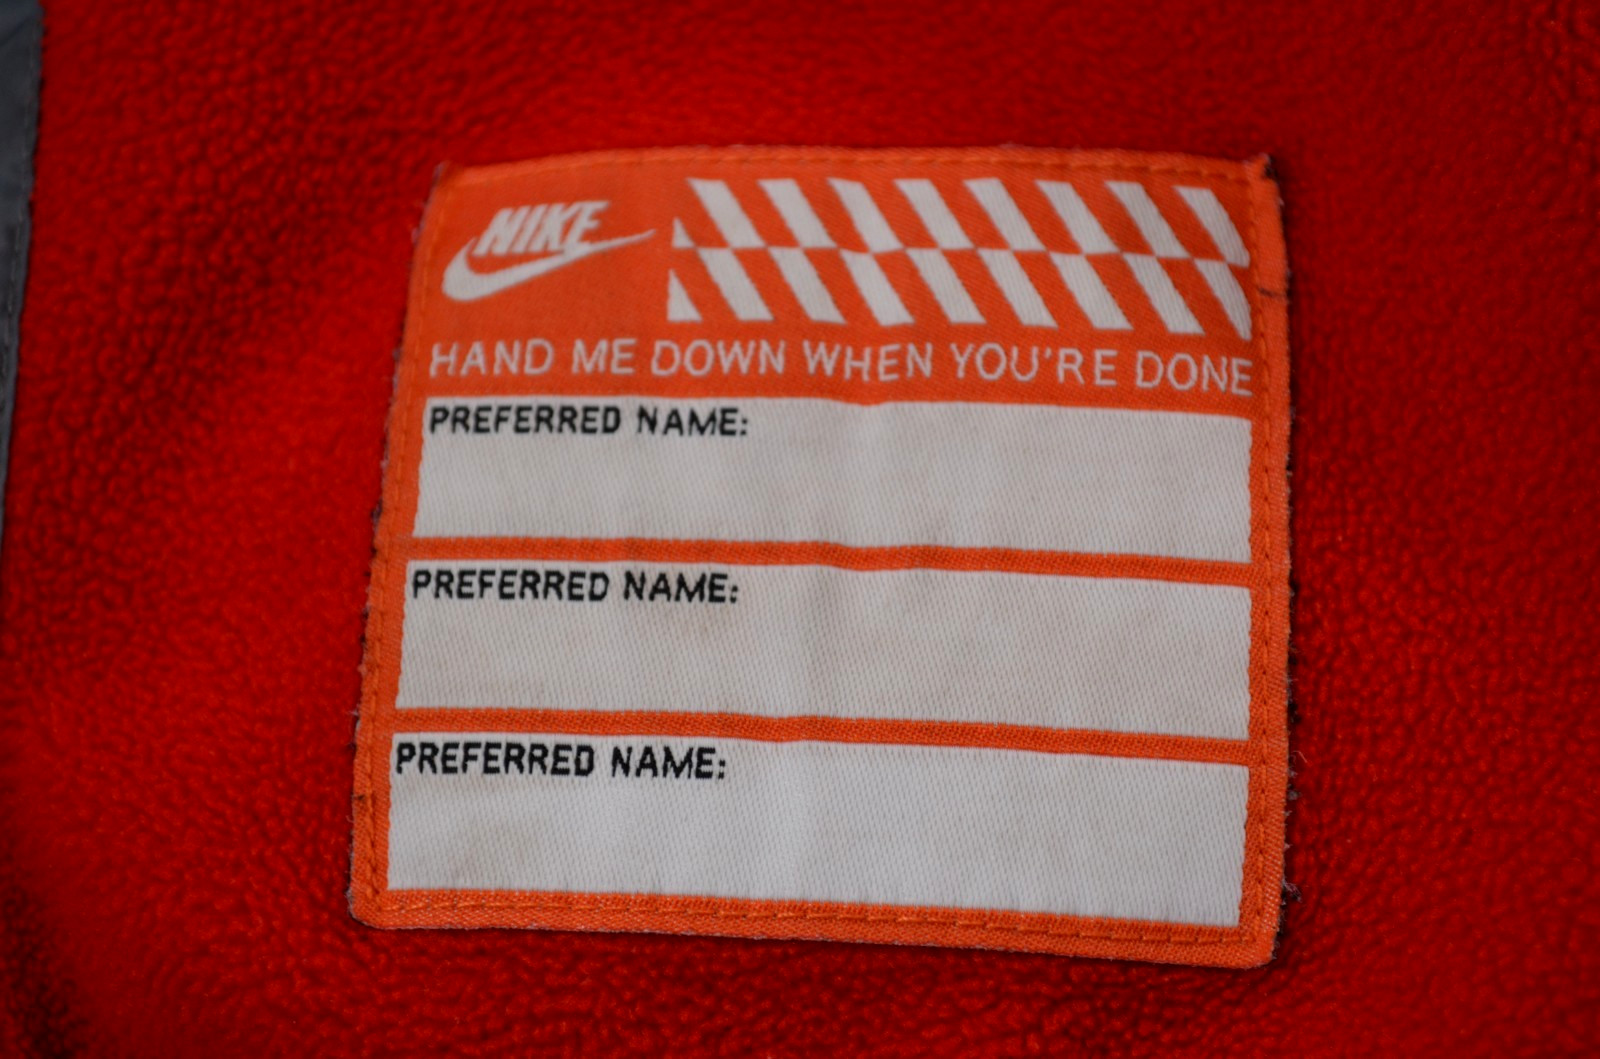 NIKE
HAND ME DOWN WHEN YOU'RE DONE
PREFERRED NAME:
PREFERRED NAME:
PREFERRED NAME: